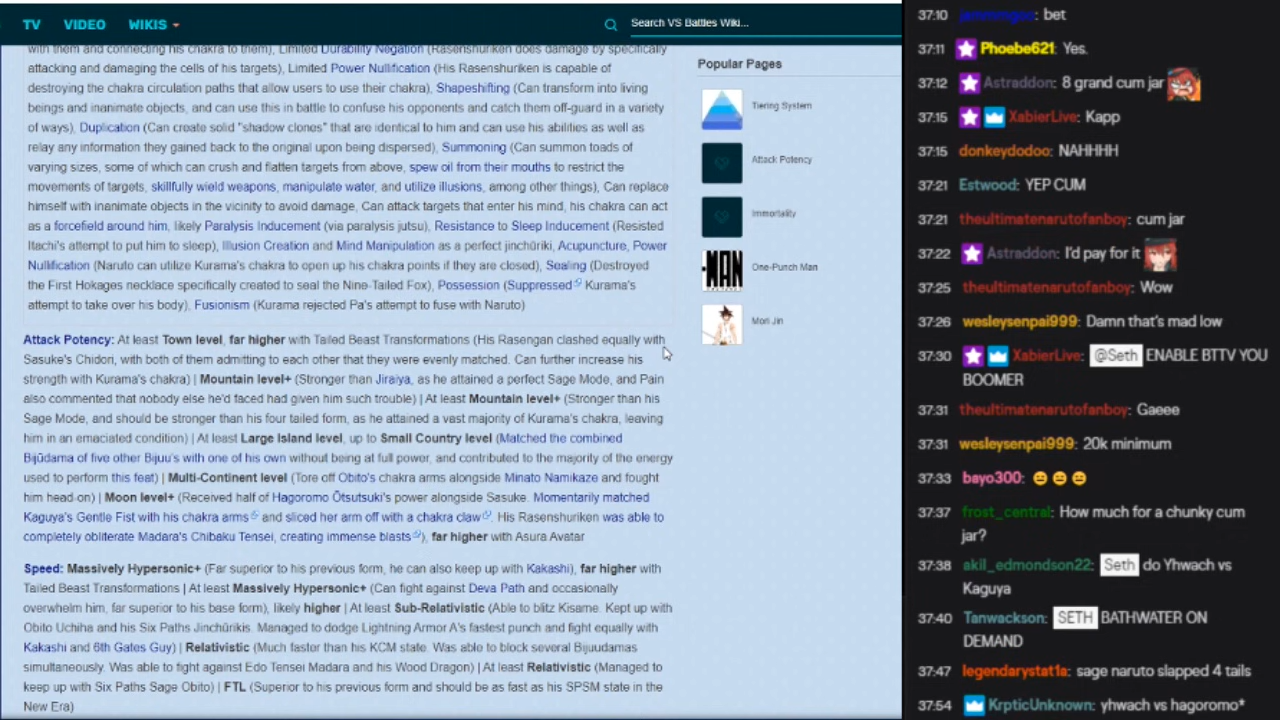 TV VIDEO WIKIS
Search VS Battles Wiki...
with them and connecting his chakra to them), Limited Durability Negation (Rasenshuriken does damage by specifically
attacking and damaging the cells of his targets), Limited Power Nullification (His Rasenshuriken is capable of
destroying the chakra circulation paths that allow users to use their chakra), Shapeshifting (Can transform into living
beings and inanimate objects, and can use this in battle to confuse his opponents and catch them off-guard in a variety
of ways), Duplication (Can create solid "shadow clones" that are identical to him and can use his abilities as well as
relay any information they gained back to the original upon being dispersed), Summoning (Can summon toads of
varying sizes, some of which can crush and flatten targets from above, spew oil from their mouths to restrict the
movements of targets, skillfully wield weapons, manipulate water, and utilize illusions, among other things), Can replace
himself with inanimate objects in the vicinity to avoid damage, Can attack targets that enter his mind, his chakra can act
as a forcefield around him, likely Paralysis Inducement (via paralysis jutsu), Resistance to Sleep Inducement (Resisted
Itachi's attempt to put him to sleep), Illusion Creation and Mind Manipulation as a perfect jinchūriki, Acupuncture, Power
Nullification (Naruto can utilize Kurama's chakra to open up his chakra points if they are closed), Sealing (Destroyed
the First Hokages necklace specifically created to seal the Nine-Tailed Fox), Possession (Suppressed Kurama's
attempt to take over his body), Fusionism (Kurama rejected Pa's attempt to fuse with Naruto)
Attack Potency: At least Town level, far higher with Tailed Beast Transformations (His Rasengan clashed equally with
Sasuke's Chidori, with both of them admitting to each other that they were evenly matched. Can further increase his
strength with Kurama's chakra) | Mountain level+ (Stronger than Jiraiya, as he attained a perfect Sage Mode, and Pain
also commented that nobody else he'd faced had given him such trouble) | At least Mountain level+ (Stronger than his
Sage Mode, and should be stronger than his four tailed form, as he attained a vast majority of Kurama's chakra, leaving
him in an emaciated condition) | At least Large Island level, up to Small Country level (Matched the combined
Bijūdama of five other Bijuu's with one of his own without being at full power, and contributed to the majority of the energy
used to perform this feat) | Multi-Continent level (Tore off Obito's chakra arms alongside Minato Namikaze and fought
him head on) | Moon level+ (Received half of Hagoromo Ōtsutsuki's power alongside Sasuke. Momentarily matched
Kaguya's Gentle Fist with his chakra arms and sliced her arm off with a chakra claw. His Rasenshuriken was able to
completely obliterate Madara's Chibaku Tensei, creating immense blasts), far higher with Asura Avatar
Speed: Massively Hypersonic+ (Far superior to his previous form, he can also keep up with Kakashi), far higher with
Tailed Beast Transformations | At least Massively Hypersonic+ (Can fight against Deva Path and occasionally
overwhelm him, far superior to his base form), likely higher | At least Sub-Relativistic (Able to blitz Kisame. Kept up with
Obito Uchiha and his Six Paths Jinchūrikis. Managed to dodge Lightning Armor A's fastest punch and fight equally with
Kakashi and 6th Gates Guy) | Relativistic (Much faster than his KCM state. Was able to block several Bijuudamas
simultaneously. Was able to fight against Edo Tensei Madara and his Wood Dragon) | At least Relativistic (Managed to
keep up with Six Paths Sage Obito) | FTL (Superior to his previous form and should be as fast as his SPSM state in the
New Era)
Popular Pages
Tiering System
Attack Potency
Immortality
MAN
One-Punch Man
Mori Jin
37:10 : bet
37:11 Phoebe621: Yes.
37:12 Astraddon: 8 grand cum jar
37:15 XabierLive: Kapp
37:15 donkeydodoo: NAHHHH
37:21 Estwood: YEP CUM
37:21 theultimatenarutofanboy: cum jar
37:22 Astraddon: I'd pay for it
37:25 theultimatenarutofanboy: Wow
37:26 wesleysenpai999: Damn that's mad low
37:30 XabierLive: @Seth ENABLE BTTV YOU
BOOMER
37:31 theultimatenarutofanboy: Gaeee
37:31 wesleysenpai999: 20k minimum
37:33 bayo300: 😑 😑 😑
37:37 frost_central: How much for a chunky cum
jar?
37:38 akil_edmondson22: Seth do Yhwach vs
Kaguya
37:40 Tanwackson: SETH BATHWATER ON
DEMAND
37:47 legendarystat1a: sage naruto slapped 4 tails
37:54 KrpticUnknown: yhwach vs hagoromo*